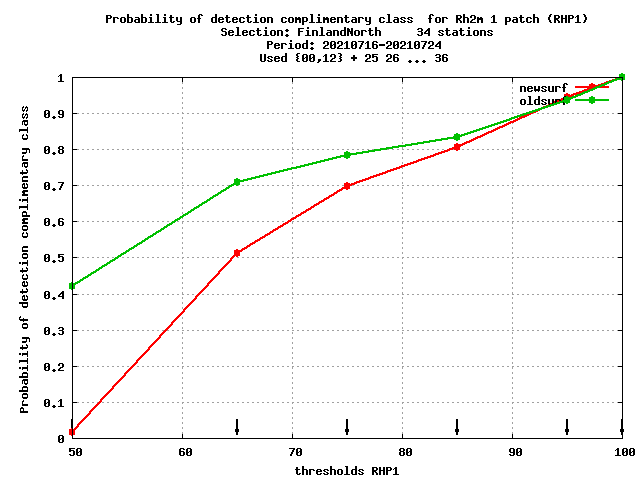 Probability of detection complimentary class  for Rh2m 1 patch (RHP1)
Selection: FinlandNorth     34 stations
Period: 20210716-20210724
Used {00,12} + 25 26 ... 36
newsurf
oldsurf
1
0.9
0.8
0.7
0.6
0.5
0.4
0.3
0.2
0.1
0
Probability of detection complimentary class
50 60 70 80 90 100
thresholds RHP1